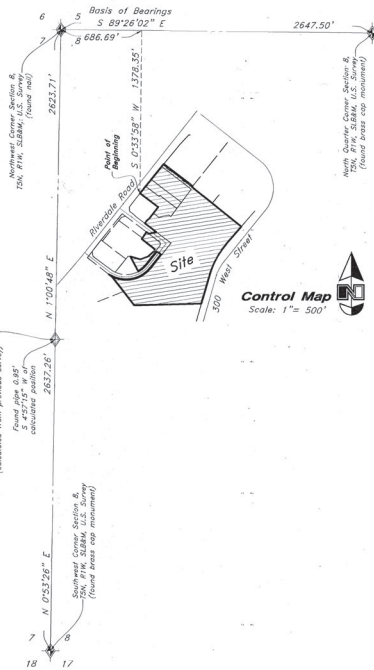 Basis of Bearings
S 89°26'02" E
2647.50'
686.69'
6
5
7
8
S 0°33'58" W 1378.35'
2623.71'
Northwest Corner Section 8,
T5N, R1W, SLB&M, U.S. Survey
(found nail)
North Quarter Corner Section 8,
T5N, R1W, SLB&M, U.S. Survey
(found brass cap monument)
Point of
Beginning
Riverdale Road
Site
300 West Street
Control Map
Scale: 1"= 500'
N 1°00'48" E
Found pipe 0.95'
S 4°57'15" W of
calculated position
2637.26'
Southwest Corner Section 8,
T5N, R1W, SLB&M, U.S. Survey
(found brass cap monument)
N 0°53'26" E
7
8
18
17